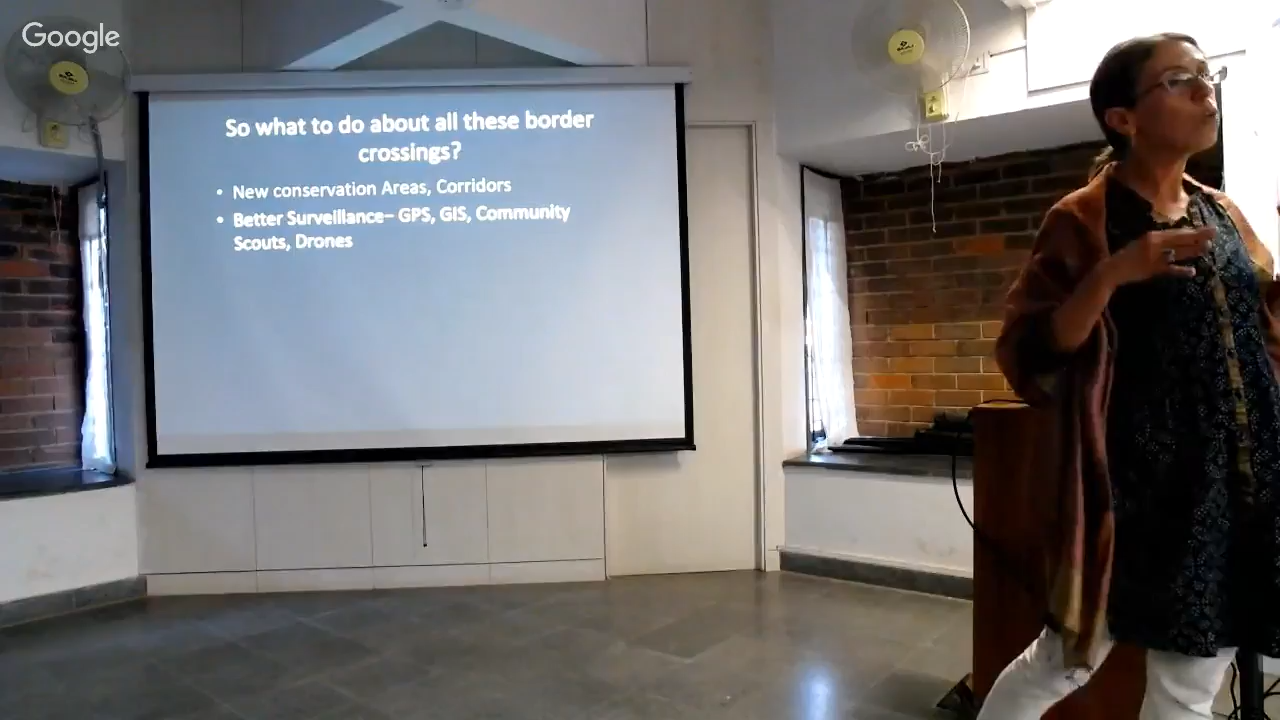 Google
So what to do about all these border
crossings?
• New conservation Areas, Corridors
• Better Surveillance– GPS, GIS, Community
Scouts, Drones